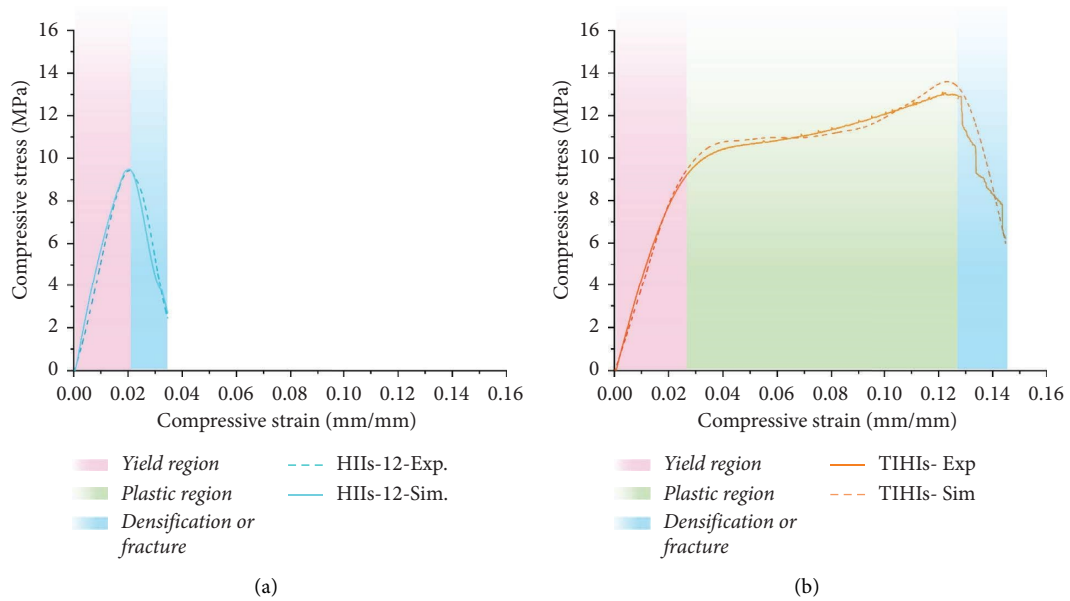 16
14
12
10
8
6
4
2
0
Compressive stress (MPa)
0.00 0.02 0.04 0.06 0.08 0.10 0.12 0.14 0.16
Compressive strain (mm/mm)
Yield region
Plastic region
Densification or
fracture
HIIs-12-Exp.
HIIs-12-Sim.
(a)
16
14
12
10
8
6
4
2
0
Compressive stress (MPa)
0.00 0.02 0.04 0.06 0.08 0.10 0.12 0.14 0.16
Compressive strain (mm/mm)
Yield region
Plastic region
Densification or
fracture
TIHIs- Exp
TIHIs- Sim
(b)